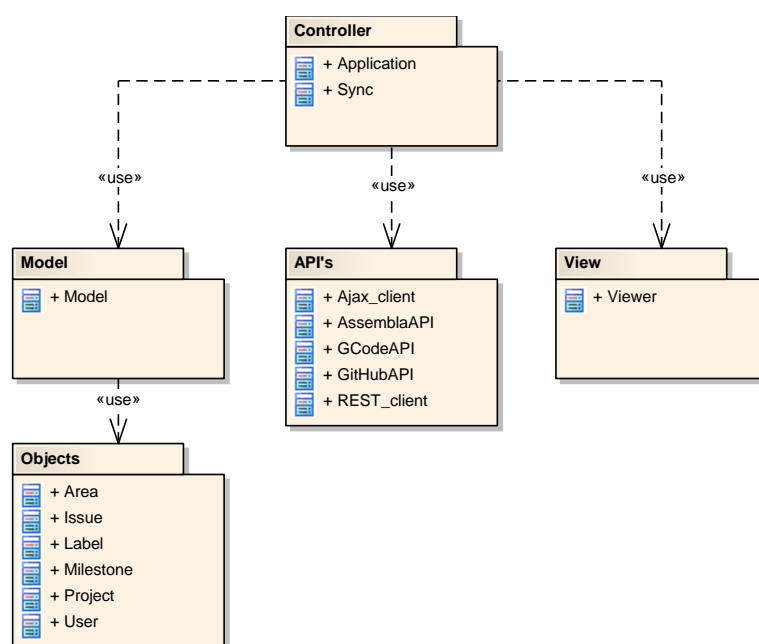 Controller
+ Application
+ Sync
«use»
«use»
«use»
Model
+ Model
API's
+ Ajax_client
+ AssemblaAPI
+ GCodeAPI
+ GitHubAPI
+ REST_client
View
+ Viewer
«use»
Objects
+ Area
+ Issue
+ Label
+ Milestone
+ Project
+ User